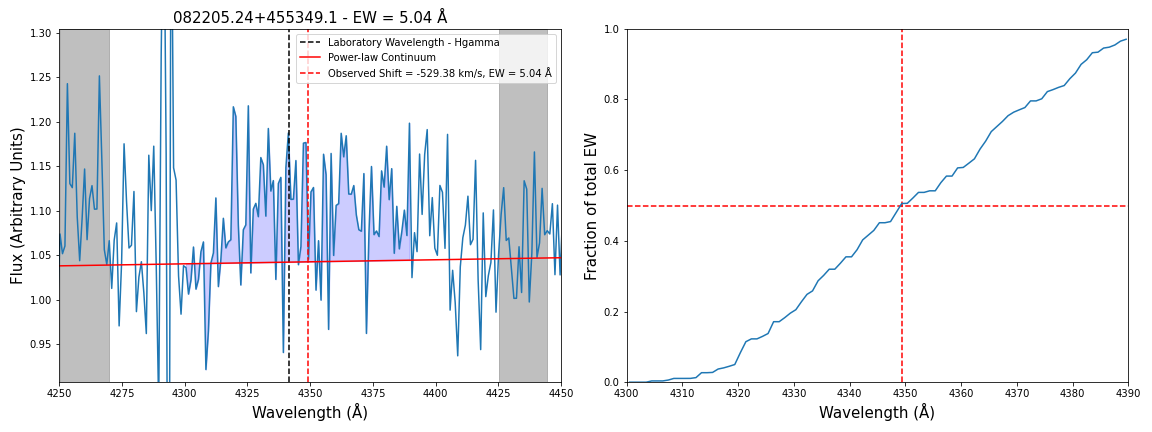 082205.24+455349.1 - EW = 5.04 Å
Laboratory Wavelength - Hgamma
Power-law Continuum
Observed Shift = -529.38 km/s, EW = 5.04 Å
Flux (Arbitrary Units)
1.30
1.25
1.20
1.15
1.10
1.05
1.00
0.95
4250 4275 4300 4325 4350 4375 4400 4425 4450
Wavelength (Å)
Fraction of total EW
1.0
0.8
0.6
0.4
0.2
0.0
4300 4310 4320 4330 4340 4350 4360 4370 4380 4390
Wavelength (Å)